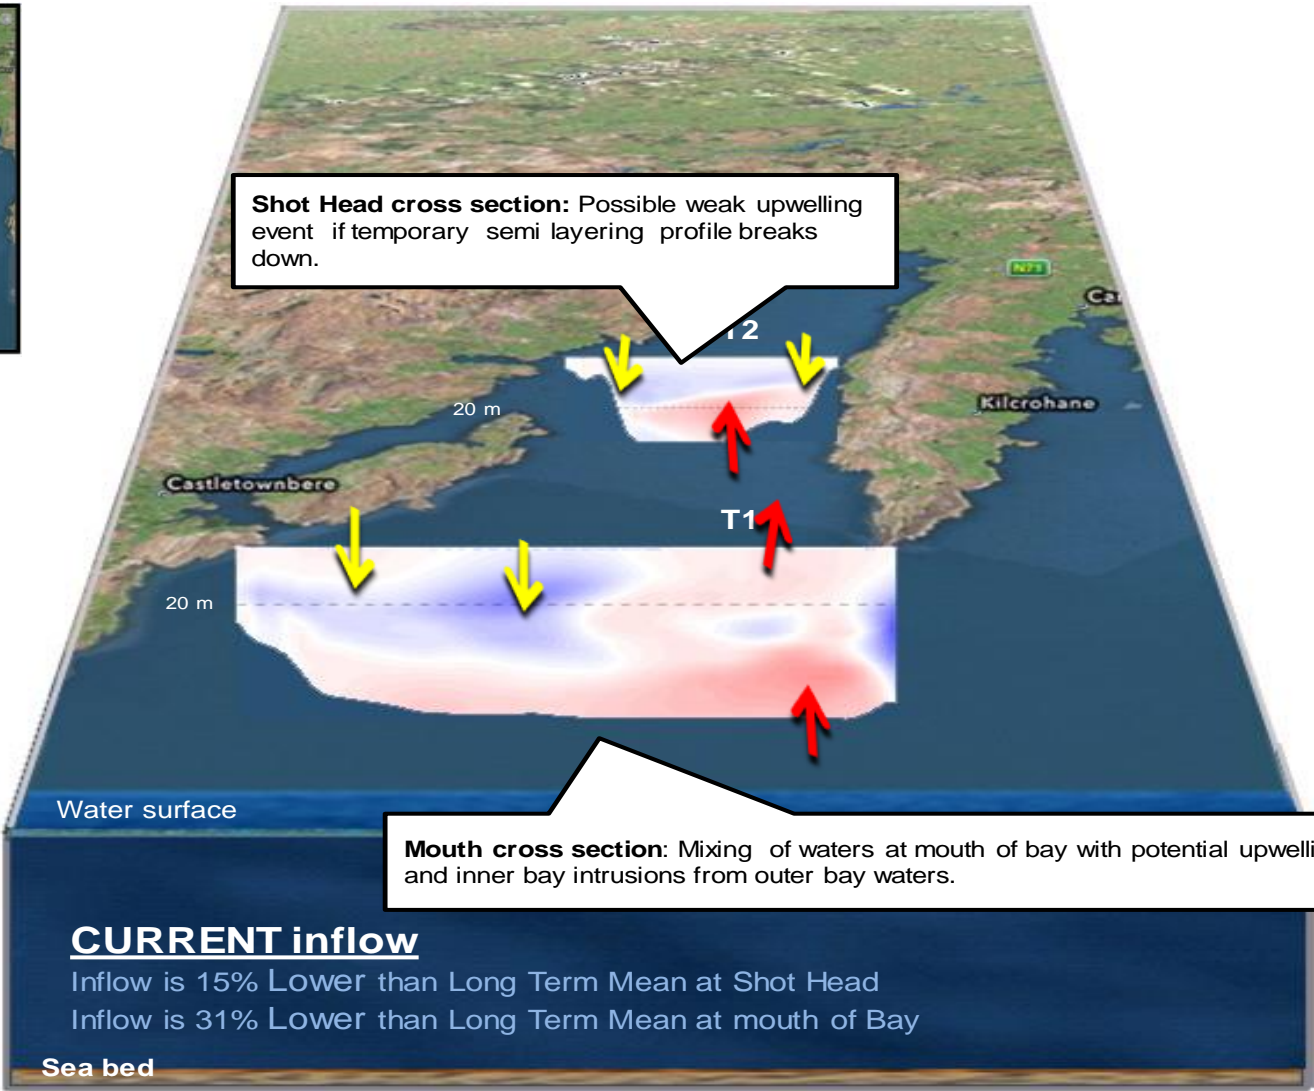 Shot Head cross section: Possible weak upwelling
event if temporary semi layering profile breaks
down.
N71
T2
20 m
Kilcrohane
Castletownbere
T1
20 m
Water surface
Mouth cross section: Mixing of waters at mouth of bay with potential
and inner bay intrusions from outer bay waters.
CURRENT inflow
Inflow is 15% Lower than Long Term Mean at Shot Head
Inflow is 31% Lower than Long Term Mean at mouth of Bay
Sea bed